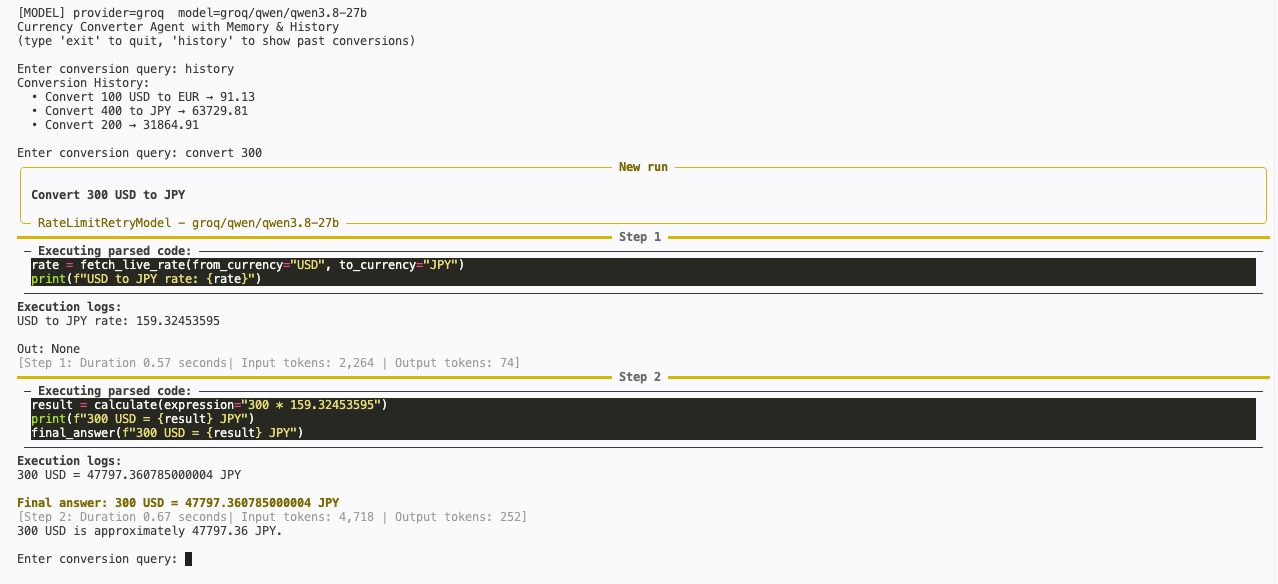 [MODEL] provider=groq  model=groq/qwen/qwen3.8-27b
Currency Converter Agent with Memory & History
(type 'exit' to quit, 'history' to show past conversions)
Enter conversion query: history
Conversion History:
• Convert 100 USD to EUR → 91.13
• Convert 400 to JPY → 63729.81
• Convert 200 → 31864.91
Enter conversion query: convert 300
New run
Convert 300 USD to JPY
RateLimitRetryModel - groq/qwen/qwen3.8-27b
Step 1
Executing parsed code:
rate = fetch_live_rate(from_currency="USD", to_currency="JPY")
print(f"USD to JPY rate: {rate}")
Execution logs:
USD to JPY rate: 159.32453595
Out: None
[Step 1: Duration 0.57 seconds| Input tokens: 2,264 | Output tokens: 74]
Step 2
Executing parsed code:
result = calculate(expression="300 * 159.32453595")
print(f"300 USD = {result} JPY")
final_answer(f"300 USD = {result} JPY")
Execution logs:
300 USD = 47797.360785000004 JPY
Final answer: 300 USD = 47797.360785000004 JPY
[Step 2: Duration 0.67 seconds| Input tokens: 4,718 | Output tokens: 252]
300 USD is approximately 47797.36 JPY.
Enter conversion query: